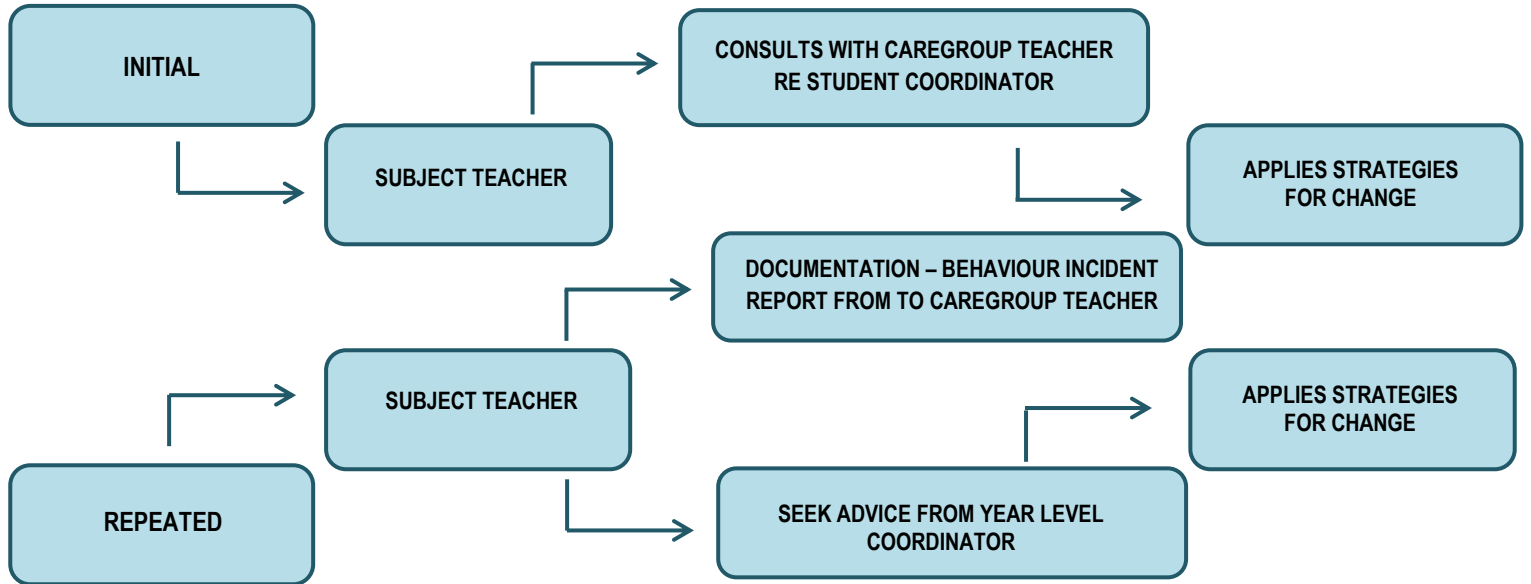 INITIAL
SUBJECT TEACHER
CONSULTS WITH CAREGROUP TEACHER
RE STUDENT COORDINATOR
APPLIES STRATEGIES
FOR CHANGE
REPEATED
SUBJECT TEACHER
DOCUMENTATION – BEHAVIOUR INCIDENT
REPORT FROM TO CAREGROUP TEACHER
SEEK ADVICE FROM YEAR LEVEL
COORDINATOR
APPLIES STRATEGIES
FOR CHANGE